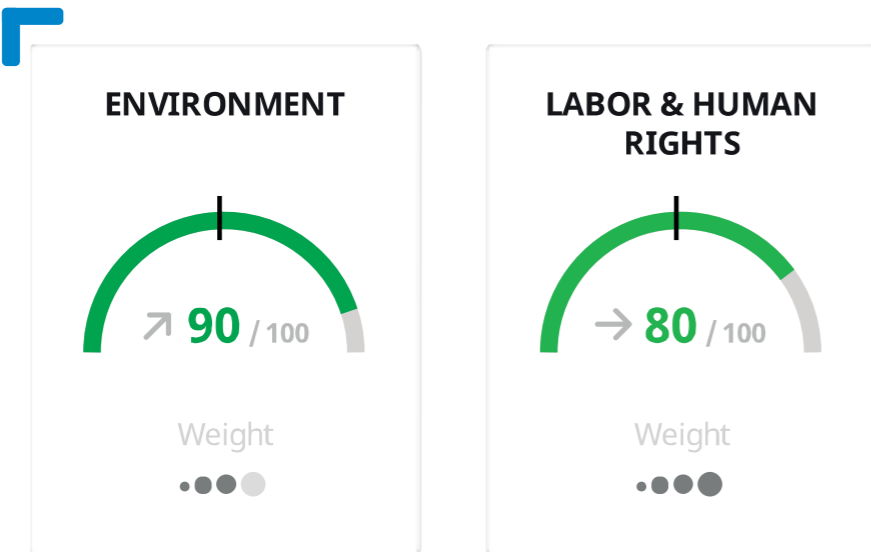 ENVIRONMENT
90 / 100
Weight
LABOR & HUMAN
RIGHTS
80 / 100
Weight